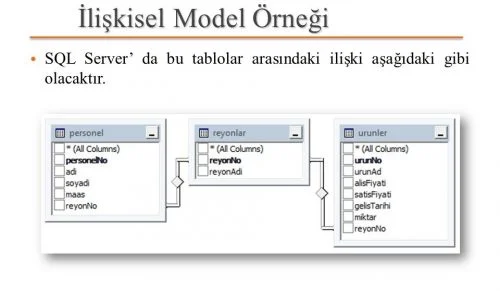 İlişkisel Model Örneği
• SQL Server’ da bu tablolar arasındaki ilişki aşağıdaki gibi
olacaktır.
personel
* (All Columns)
personelNo
adi
soyadi
maas
reyonNo
reyonlar
* (All Columns)
reyonNo
reyonAdi
urunler
* (All Columns)
urunNo
urunAd
alisFiyati
satisFiyati
gelisTarihi
miktar
reyonNo